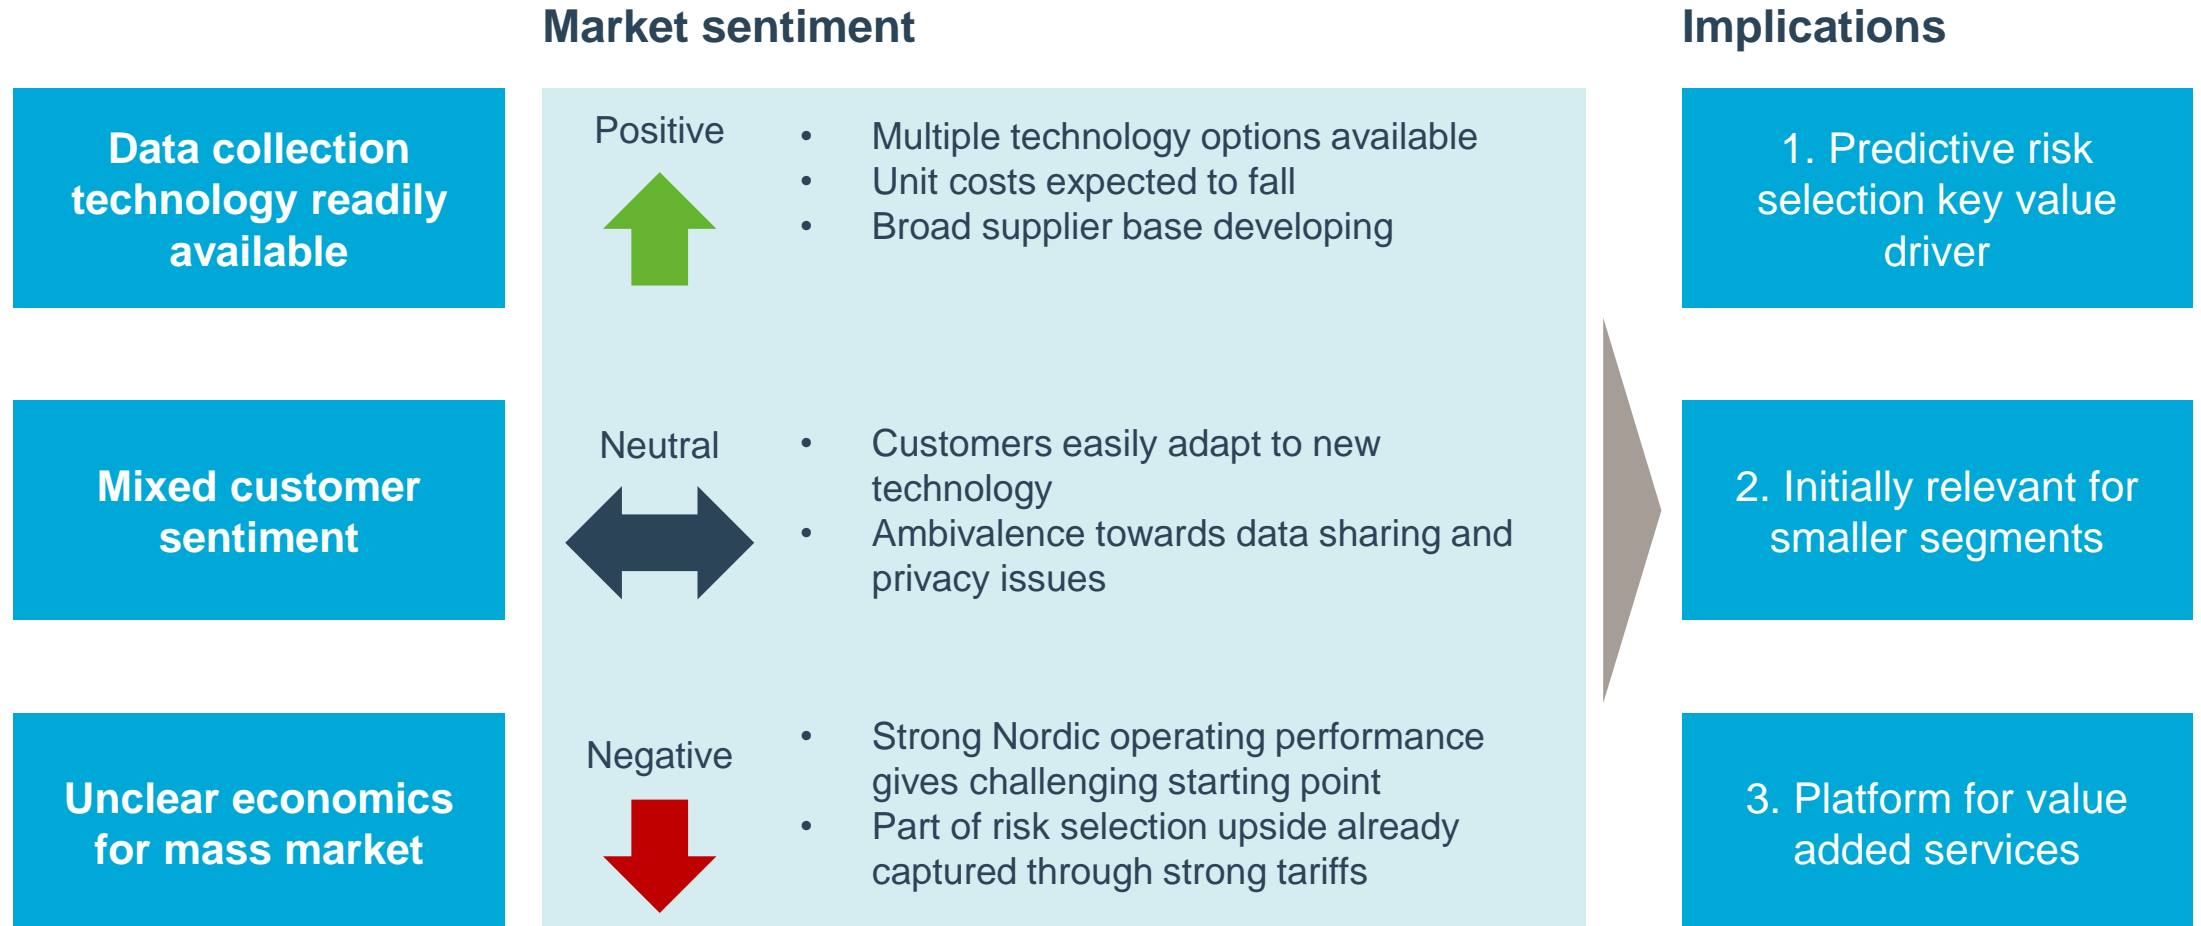 Market sentiment
Implications
Data collection
technology readily
available
Positive
• Multiple technology options available
• Unit costs expected to fall
• Broad supplier base developing
1. Predictive risk
selection key value
driver
Mixed customer
sentiment
Neutral
• Customers easily adapt to new
technology
• Ambivalence towards data sharing and
privacy issues
2. Initially relevant for
smaller segments
Unclear economics
for mass market
Negative
• Strong Nordic operating performance
gives challenging starting point
• Part of risk selection upside already
captured through strong tariffs
3. Platform for value
added services